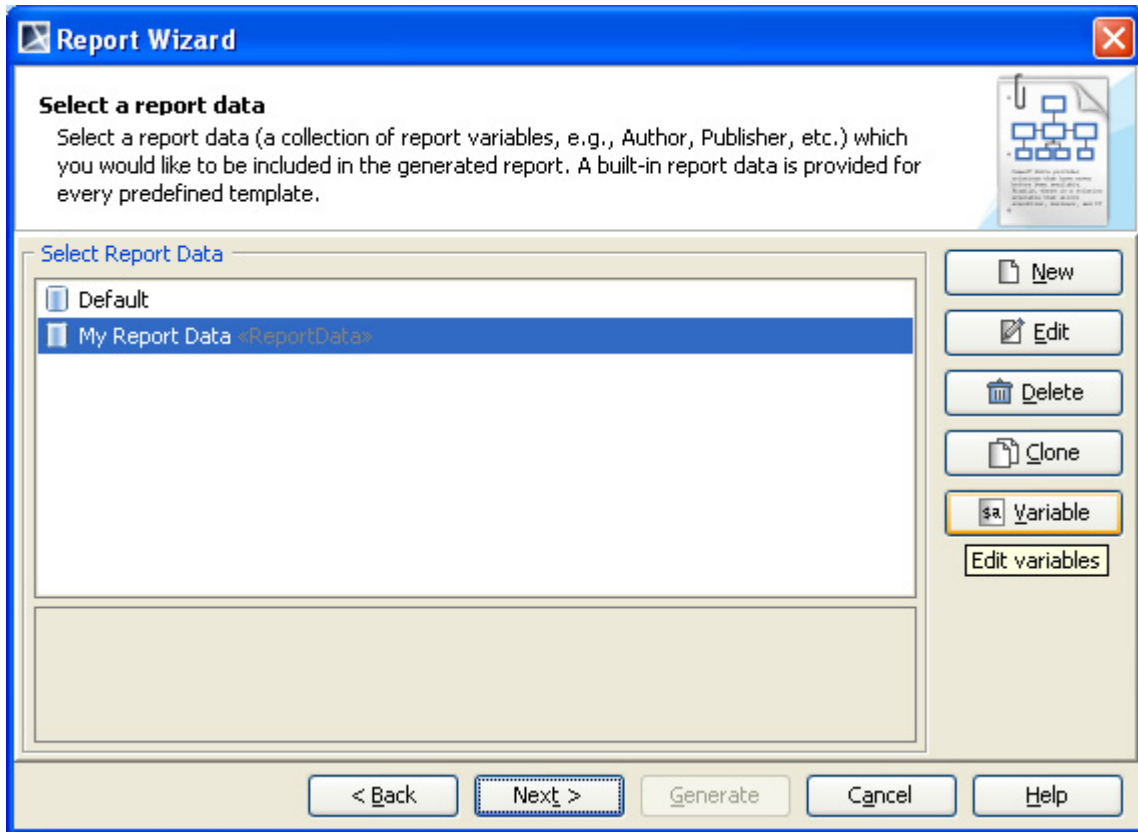 Report Wizard
Select a report data
Select a report data (a collection of report variables, e.g., Author, Publisher, etc.) which
you would like to be included in the generated report. A built-in report data is provided for
every predefined template.
Select Report Data
Default
My Report Data «ReportData»
New
Edit
Delete
Clone
$a Variable
Edit variables
< Back
Next >
Generate
Cancel
Help